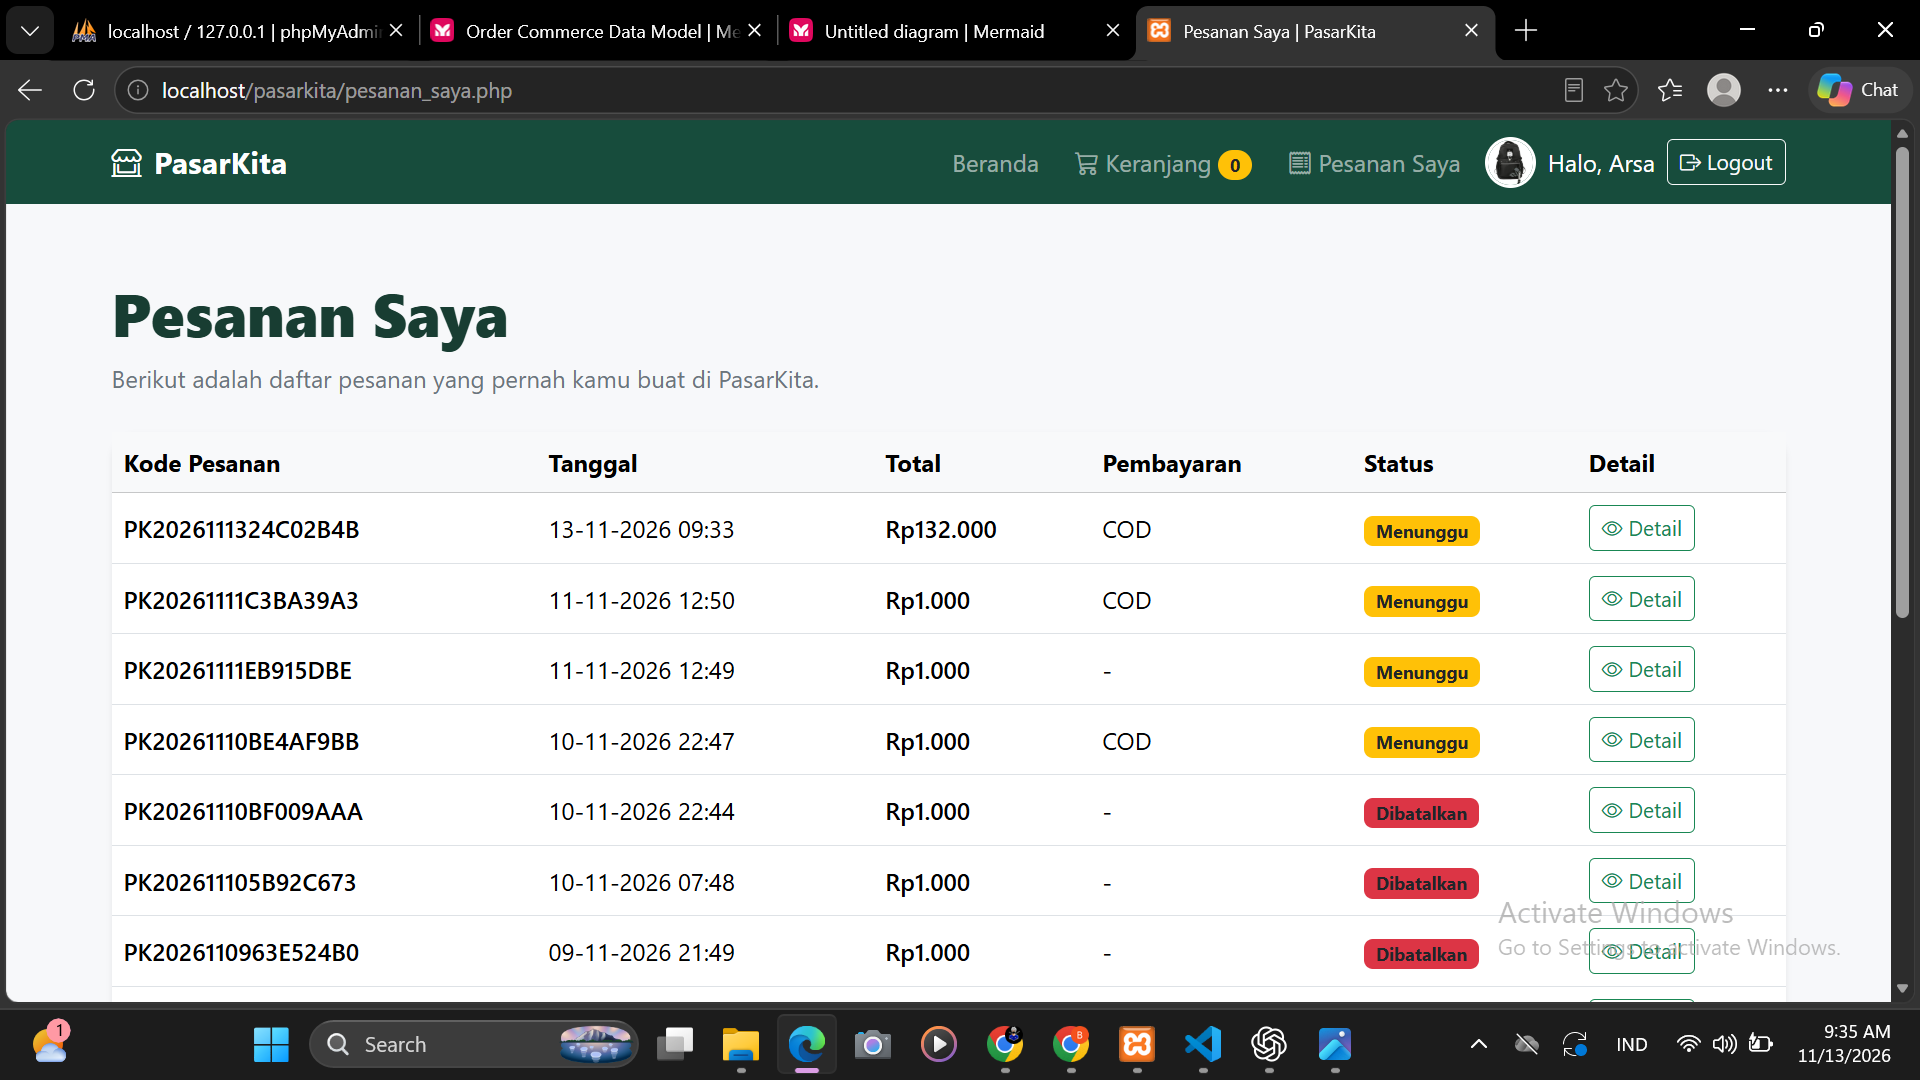 localhost / 127.0.0.1 | phpMyAdmi
Order Commerce Data Model | Me
Untitled diagram | Mermaid
Pesanan Saya | PasarKita
localhost/pasarkita/pesanan_saya.php
Chat
PasarKita
Beranda
Keranjang 0
Pesanan Saya
Halo, Arsa
Logout
Pesanan Saya
Berikut adalah daftar pesanan yang pernah kamu buat di PasarKita.
Kode Pesanan Tanggal Total Pembayaran Status Detail
PK2026111324C02B4B 13-11-2026 09:33 Rp132.000 COD Menunggu Detail
PK20261111C3BA39A3 11-11-2026 12:50 Rp1.000 COD Menunggu Detail
PK20261111EB915DBE 11-11-2026 12:49 Rp1.000 - Menunggu Detail
PK20261110BE4AF9BB 10-11-2026 22:47 Rp1.000 COD Menunggu Detail
PK20261110BF009AAA 10-11-2026 22:44 Rp1.000 - Dibatalkan Detail
PK202611105B92C673 10-11-2026 07:48 Rp1.000 - Dibatalkan Detail
PK2026110963E524B0 09-11-2026 21:49 Rp1.000 - Dibatalkan Detail
Activate Windows
Go to Settings to activate Windows.
1
Search
IND
9:35 AM
11/13/2026